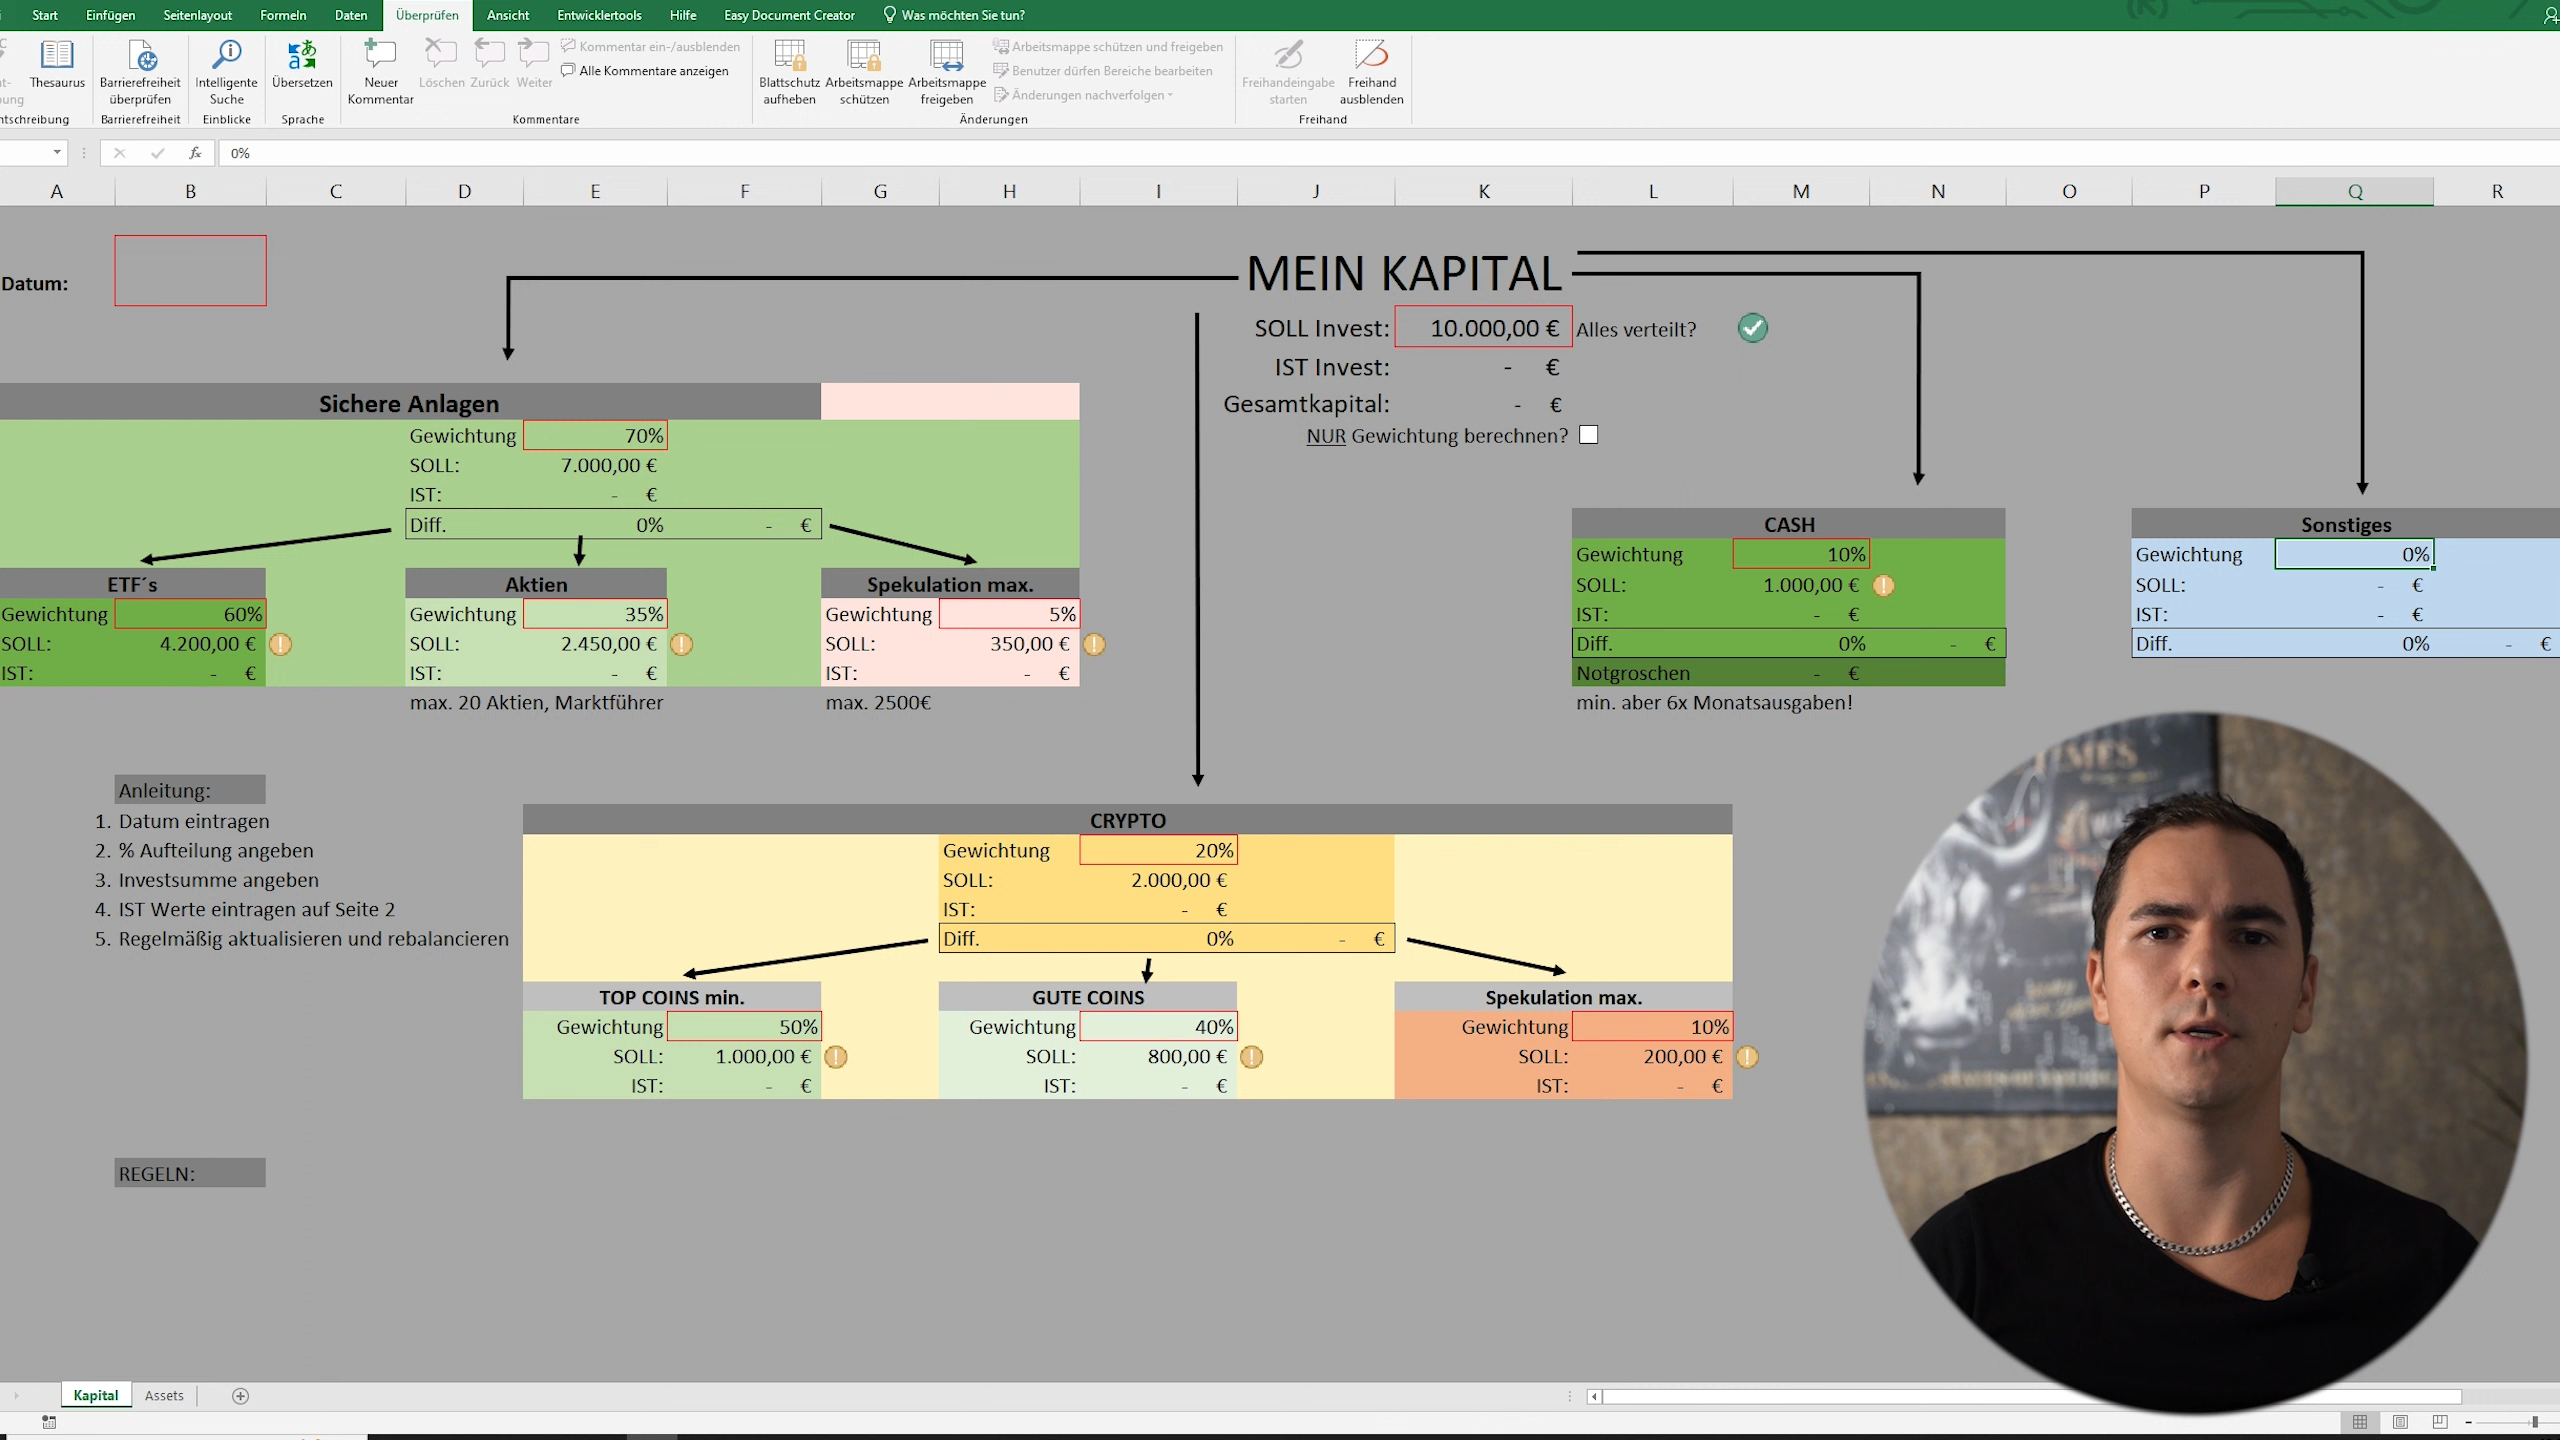 Start Einfügen Seitenlayout Formeln Daten Überprüfen Ansicht Entwicklertools Hilfe Easy Document Creator Was möchten Sie tun?
Thesaurus
Barrierefreiheit überprüfen
Intelligente Suche
Übersetzen
Neuer Kommentar
Löschen Zurück Weiter
Kommentar ein-/ausblenden
Alle Kommentare anzeigen
Blattschutz aufheben
Arbeitsmappe schützen
Arbeitsmappe freigeben
Arbeitsmappe schützen und freigeben
Benutzer dürfen Bereiche bearbeiten
Änderungen nachverfolgen
Freihandeingabe starten
Freihand ausblenden
ntschreibung Barrierefreiheit Einblicke Sprache Kommentare Änderungen Freihand
fx 0%
A B C D E F G H I J K L M N O P Q R
Datum:
MEIN KAPITAL
SOLL Invest: 10.000,00 € Alles verteilt?
IST Invest: - €
Gesamtkapital: - €
NUR Gewichtung berechnen?
Sichere Anlagen
Gewichtung 70%
SOLL: 7.000,00 €
IST: - €
Diff. 0% - €
ETF´s
Gewichtung 60%
SOLL: 4.200,00 €
IST: - €
Aktien
Gewichtung 35%
SOLL: 2.450,00 €
IST: - €
max. 20 Aktien, Marktführer
Spekulation max.
Gewichtung 5%
SOLL: 350,00 €
IST: - €
max. 2500€
CASH
Gewichtung 10%
SOLL: 1.000,00 €
IST: - €
Diff. 0% - €
Notgroschen - €
min. aber 6x Monatsausgaben!
Sonstiges
Gewichtung 0%
SOLL: - €
IST: - €
Diff. 0% - €
Anleitung:
1. Datum eintragen
2. % Aufteilung angeben
3. Investsumme angeben
4. IST Werte eintragen auf Seite 2
5. Regelmäßig aktualisieren und rebalancieren
CRYPTO
Gewichtung 20%
SOLL: 2.000,00 €
IST: - €
Diff. 0% - €
TOP COINS min.
Gewichtung 50%
SOLL: 1.000,00 €
IST: - €
GUTE COINS
Gewichtung 40%
SOLL: 800,00 €
IST: - €
Spekulation max.
Gewichtung 10%
SOLL: 200,00 €
IST: - €
REGELN:
Kapital Assets